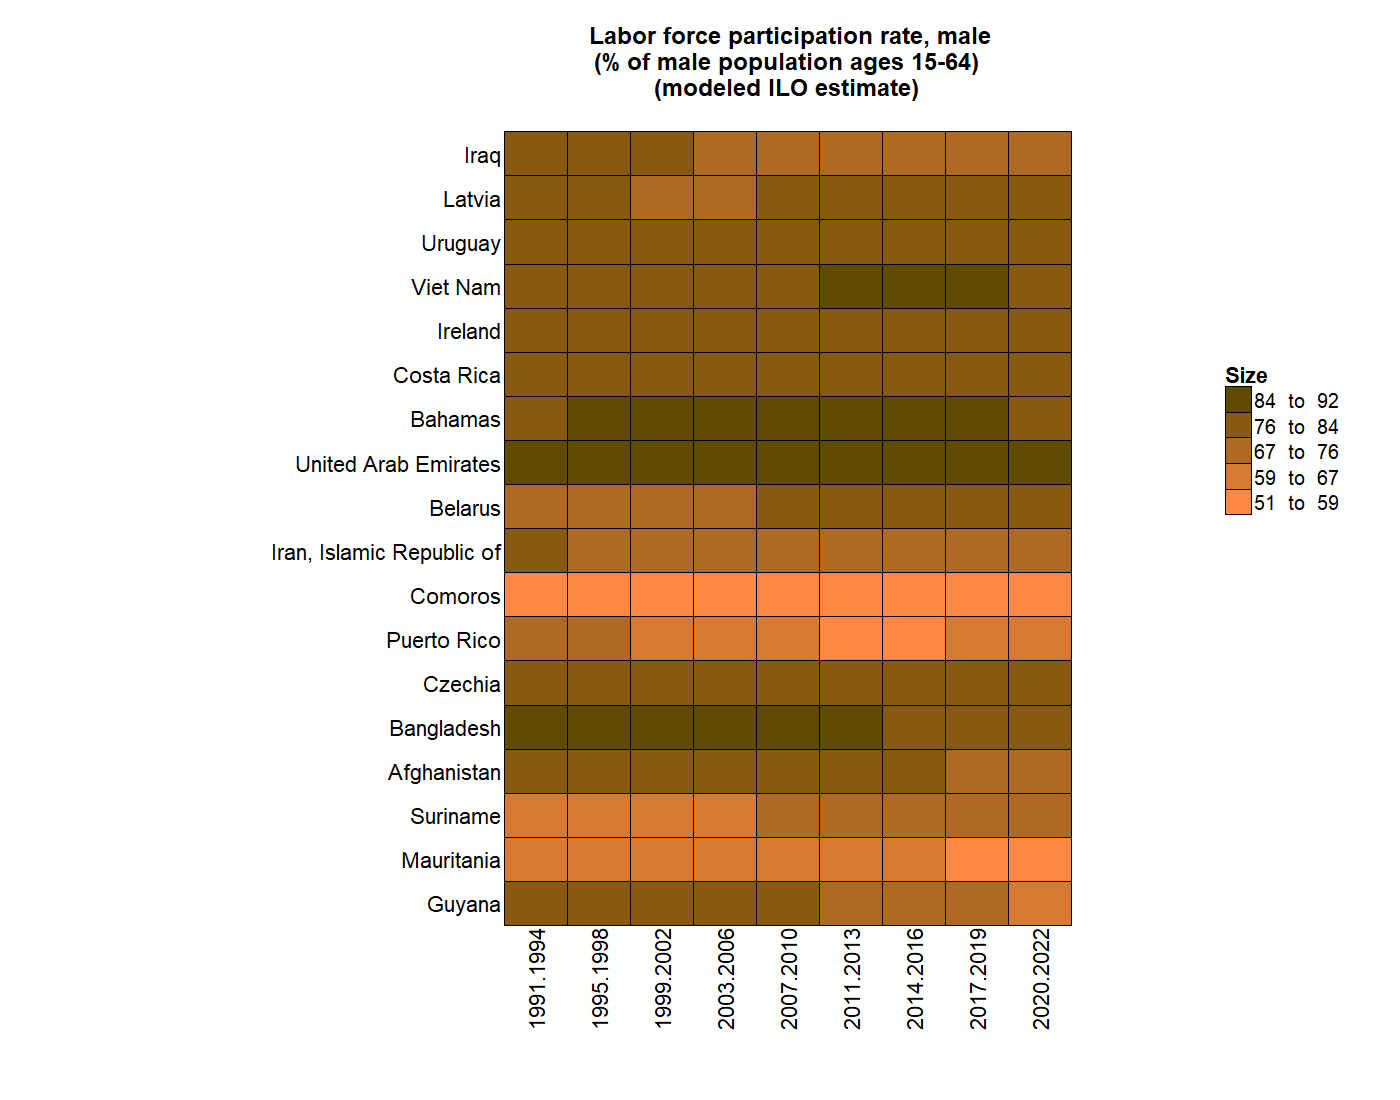 Labor force participation rate, male
(% of male population ages 15-64)
(modeled ILO estimate)
Iraq
Latvia
Uruguay
Viet Nam
Ireland
Costa Rica
Bahamas
United Arab Emirates
Belarus
Iran, Islamic Republic of
Comoros
Puerto Rico
Czechia
Bangladesh
Afghanistan
Suriname
Mauritania
Guyana
1991.1994
1995.1998
1999.2002
2003.2006
2007.2010
2011.2013
2014.2016
2017.2019
2020.2022
Size
84 to 92
76 to 84
67 to 76
59 to 67
51 to 59